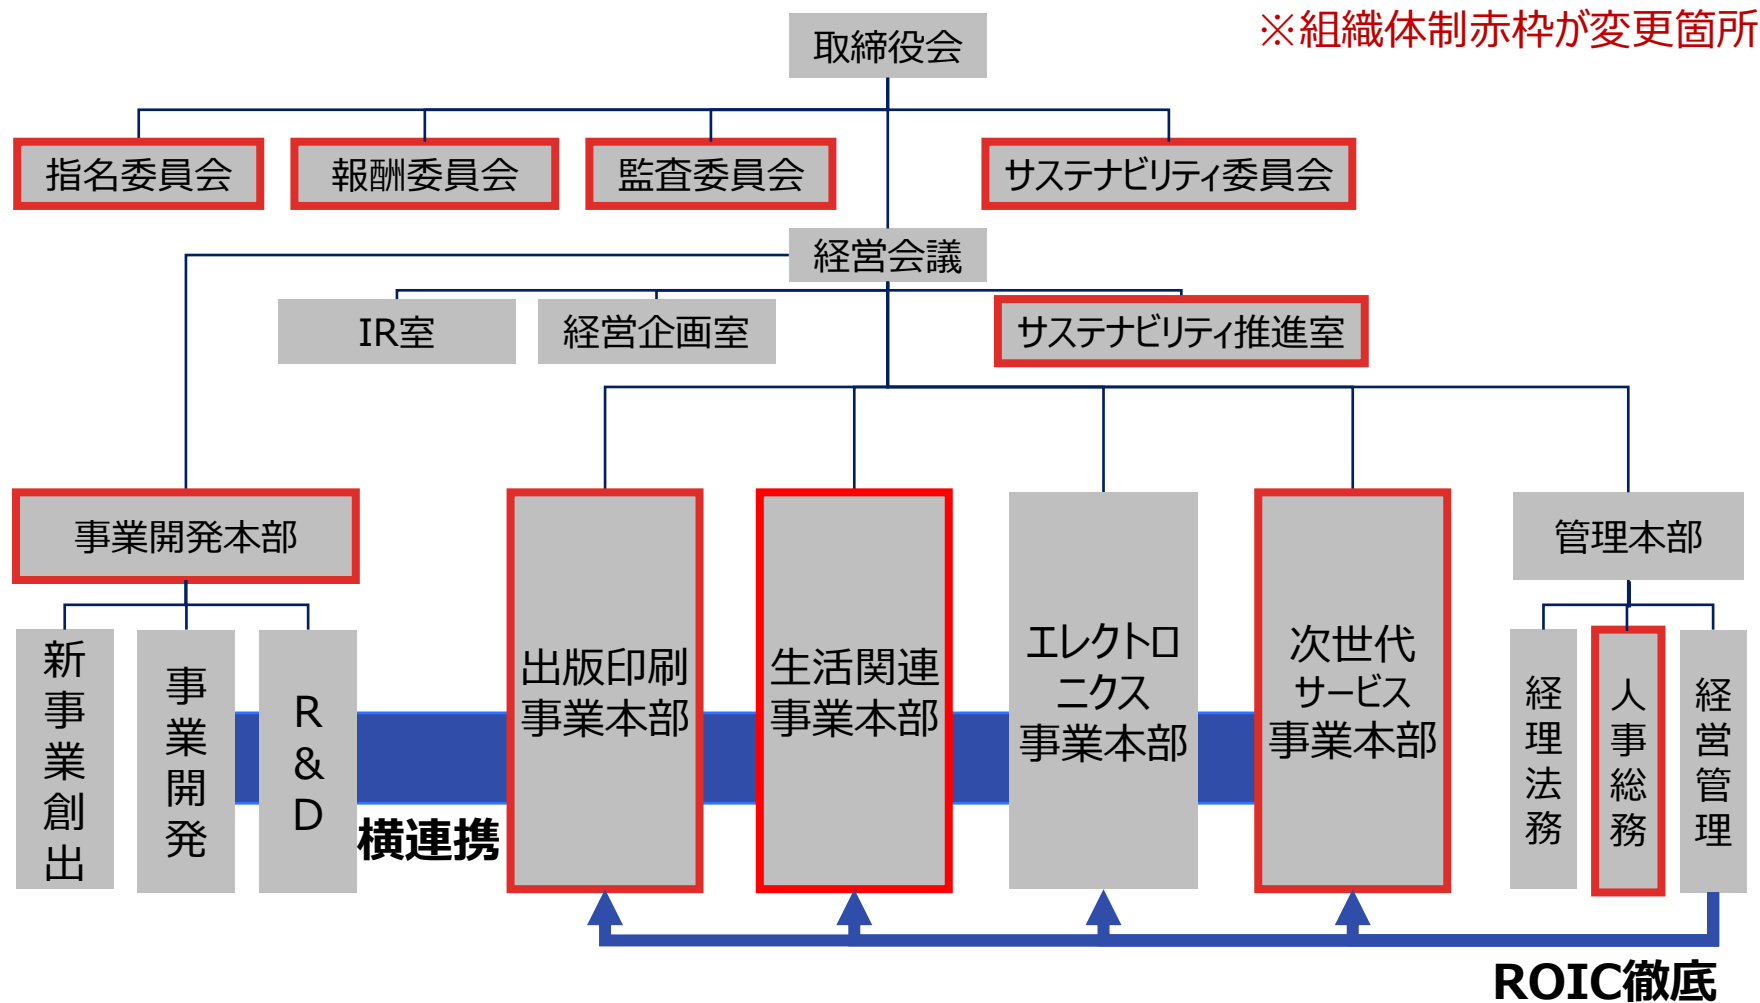 ※組織体制赤枠が変更箇所
取締役会
指名委員会
報酬委員会
監査委員会
サステナビリティ委員会
経営会議
IR室
経営企画室
サステナビリティ推進室
事業開発本部
新事業創出
事業開発
R&D
横連携
出版印刷
事業本部
生活関連
事業本部
エレクトロ
ニクス
事業本部
次世代
サービス
事業本部
管理本部
経理法務
人事総務
経営管理
ROIC徹底